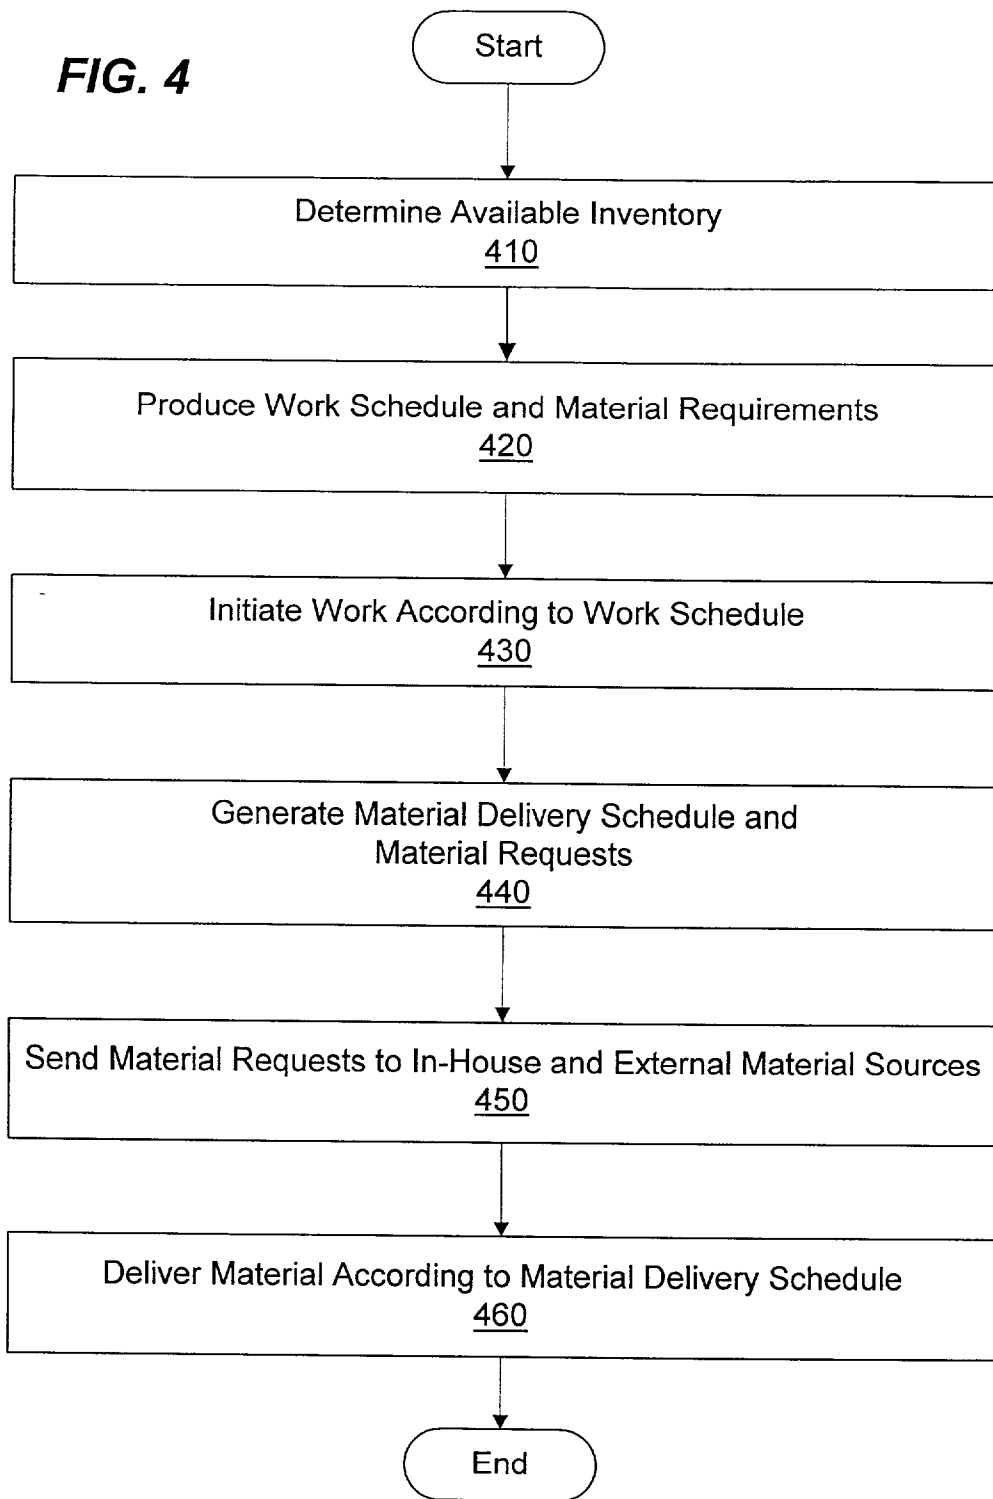 FIG. 4
Start
Determine Available Inventory
410
Produce Work Schedule and Material Requirements
420
Initiate Work According to Work Schedule
430
Generate Material Delivery Schedule and
Material Requests
440
Send Material Requests to In-House and External Material Sources
450
Deliver Material According to Material Delivery Schedule
460
End